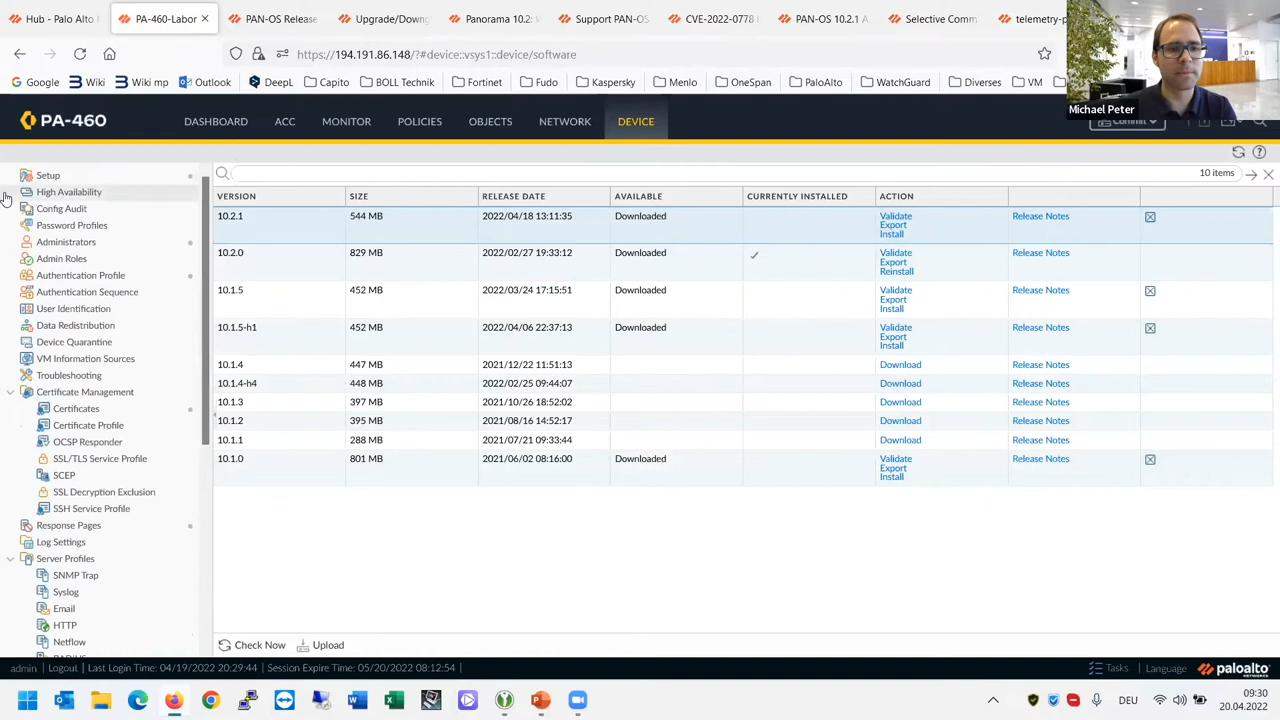 Hub - Palo Alto
PA-460-Labor
PAN-OS Release
Upgrade/Down
Panorama 10.2:
Support PAN-OS
CVE-2022-0778
PAN-OS 10.2.1
Selective Comm
telemetry-p
https://194.191.86.148/?#device:vsys1:device/software
Google
Wiki
Wiki mp
Outlook
DeepL
Capito
BOLL Technik
Fortinet
Fudo
Kaspersky
Menlo
OneSpan
PaloAlto
WatchGuard
Diverses
VM
Michael Peter
PA-460
DASHBOARD
ACC
MONITOR
POLICIES
OBJECTS
NETWORK
DEVICE
Commit
10 items
Setup
High Availability
Config Audit
Password Profiles
Administrators
Admin Roles
Authentication Profile
Authentication Sequence
User Identification
Data Redistribution
Device Quarantine
VM Information Sources
Troubleshooting
Certificate Management
Certificates
Certificate Profile
OCSP Responder
SSL/TLS Service Profile
SCEP
SSL Decryption Exclusion
SSH Service Profile
Response Pages
Log Settings
Server Profiles
SNMP Trap
Syslog
Email
HTTP
Netflow
VERSION SIZE RELEASE DATE AVAILABLE CURRENTLY INSTALLED ACTION
10.2.1 544 MB 2022/04/18 13:11:35 Downloaded Validate Release Notes
Export
Install
10.2.0 829 MB 2022/02/27 19:33:12 Downloaded Validate Release Notes
Export
Reinstall
10.1.5 452 MB 2022/03/24 17:15:51 Downloaded Validate Release Notes
Export
Install
10.1.5-h1 452 MB 2022/04/06 22:37:13 Downloaded Validate Release Notes
Export
Install
10.1.4 447 MB 2021/12/22 11:51:13 Download Release Notes
10.1.4-h4 448 MB 2022/02/25 09:44:07 Download Release Notes
10.1.3 397 MB 2021/10/26 18:52:02 Download Release Notes
10.1.2 395 MB 2021/08/16 14:52:17 Download Release Notes
10.1.1 288 MB 2021/07/21 09:33:44 Download Release Notes
10.1.0 801 MB 2021/06/02 08:16:00 Downloaded Validate Release Notes
Export
Install
Check Now
Upload
admin | Logout | Last Login Time: 04/19/2022 20:29:44 | Session Expire Time: 05/20/2022 08:12:54 |
Tasks | Language
paloalto
NETWORKS
DEU
09:30
20.04.2022